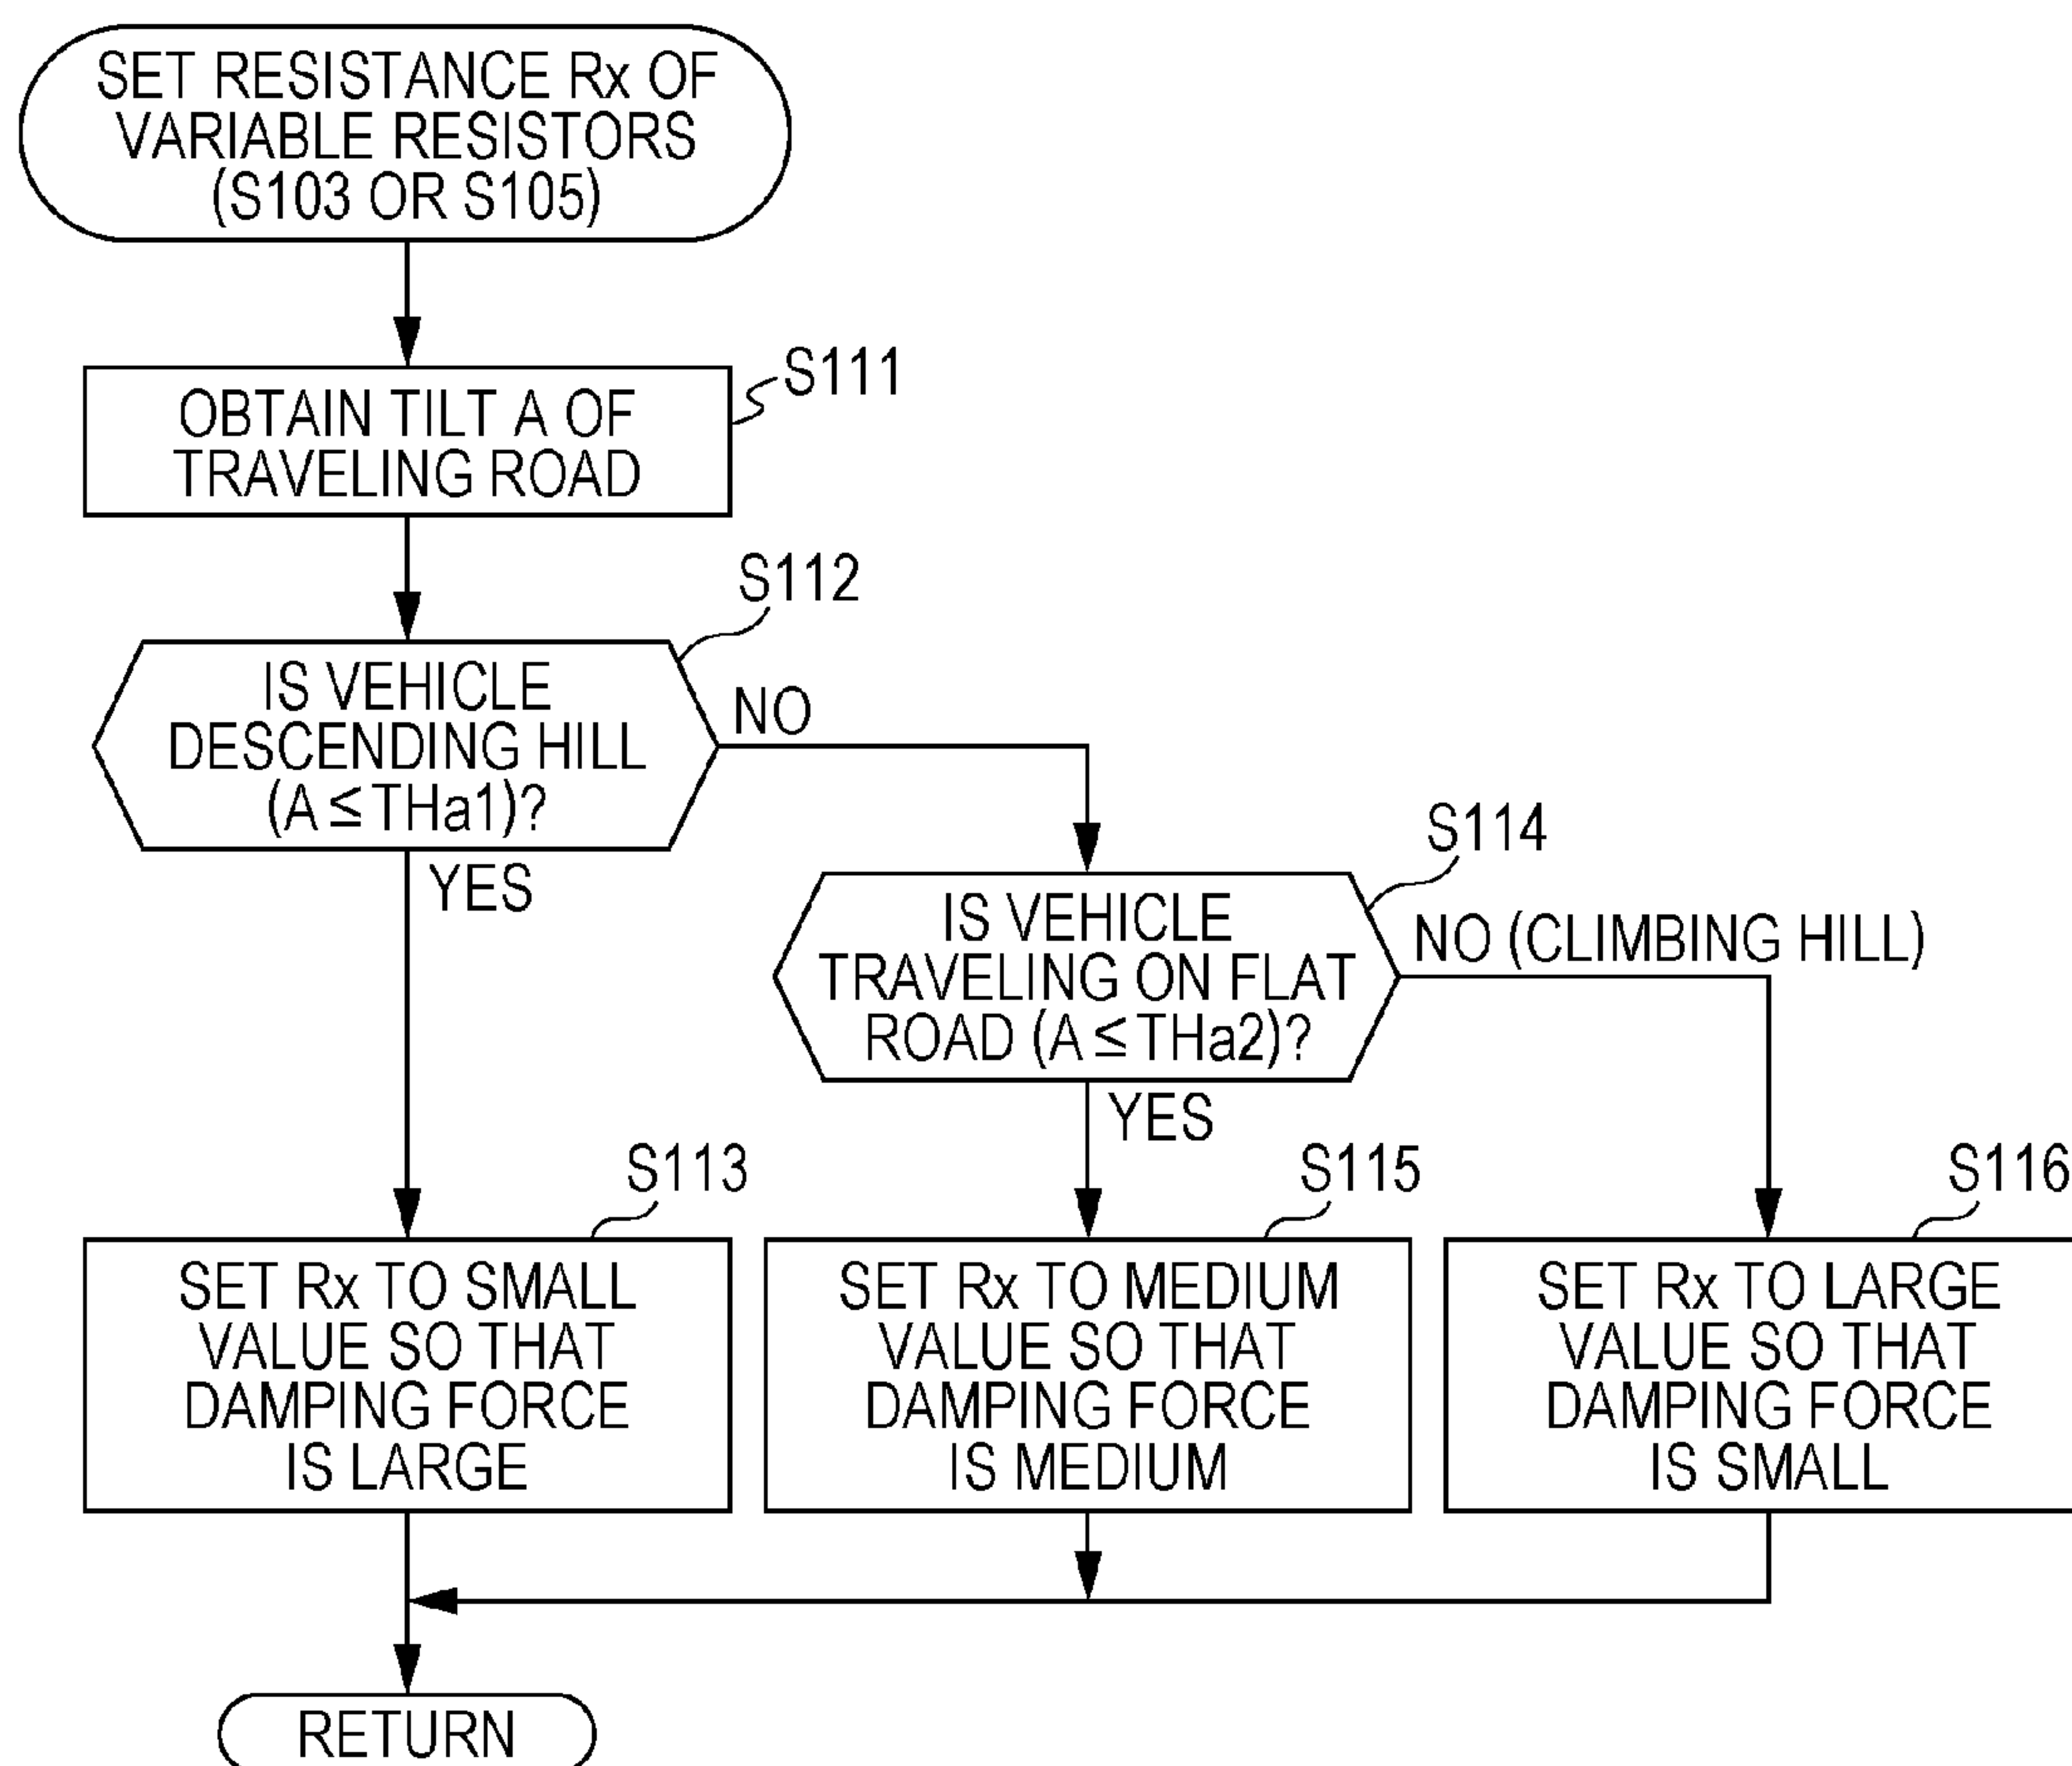 SET RESISTANCE Rx OF
VARIABLE RESISTORS
(S103 OR S105)
S111
OBTAIN TILT A OF
TRAVELING ROAD
S112
IS VEHICLE
DESCENDING HILL
(A ≤ THa1)?
NO
YES
S114
IS VEHICLE
TRAVELING ON FLAT
ROAD (A ≤ THa2)?
NO (CLIMBING HILL)
YES
S113
SET Rx TO SMALL
VALUE SO THAT
DAMPING FORCE
IS LARGE
S115
SET Rx TO MEDIUM
VALUE SO THAT
DAMPING FORCE
IS MEDIUM
S116
SET Rx TO LARGE
VALUE SO THAT
DAMPING FORCE
IS SMALL
RETURN